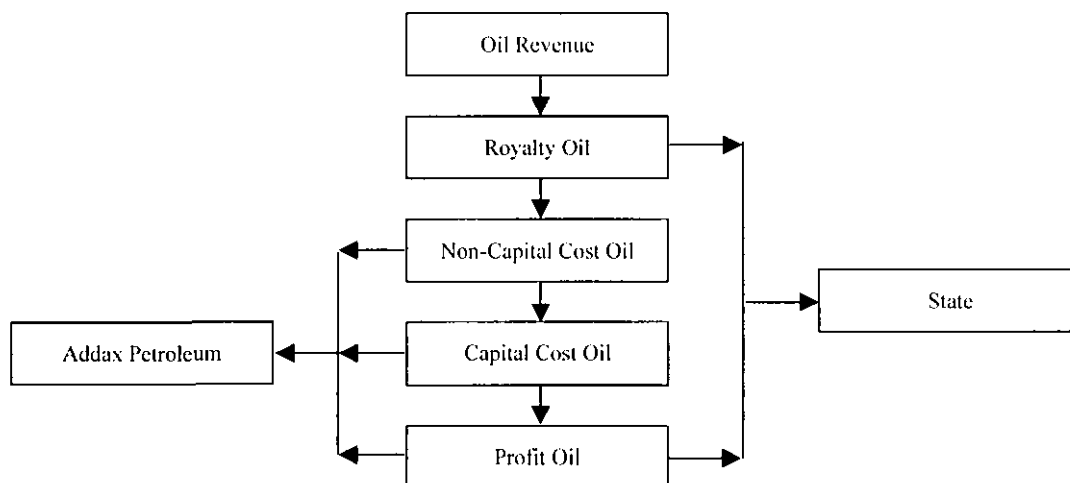 Oil Revenue
Royalty Oil
Non-Capital Cost Oil
State
Addax Petroleum
Capital Cost Oil
Profit Oil